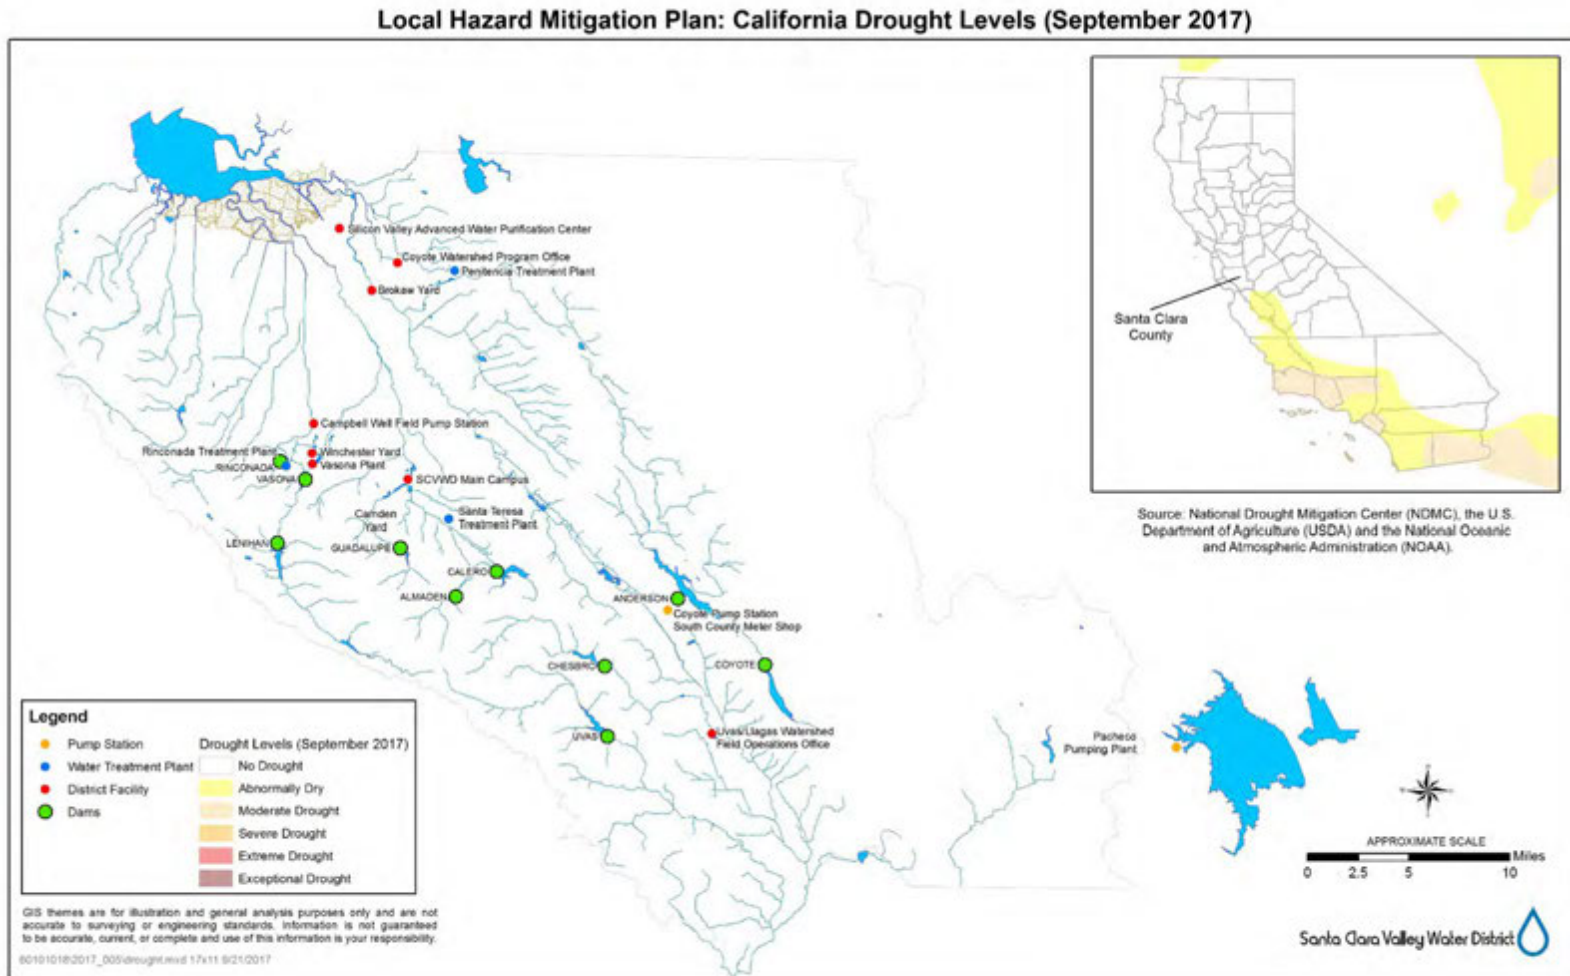 Local Hazard Mitigation Plan: California Drought Levels (September 2017)
Silicon Valley Advanced Water Purification Center
Coyote Watershed Program Office
Penitencia Treatment Plant
Brokaw Yard
Santa Clara
County
Campbell Well Field Pump Station
Rinconada Treatment Plant
Winchester Yard
RINCONADA
Vasona Plant
VASONA
SCVWD Main Campus
Camden
Yard
Santa Teresa
Treatment Plant
LENIHAN
GUADALUPE
CALERO
ALMADEN
ANDERSON
Coyote Pump Station
South County Meter Shop
CHESBRO
COYOTE
UVAS
Uvas/Llagas Watershed
Field Operations Office
Pacheco
Pumping Plant
Source: National Drought Mitigation Center (NDMC), the U.S.
Department of Agriculture (USDA) and the National Oceanic
and Atmospheric Administration (NOAA).
Legend
Pump Station
Water Treatment Plant
District Facility
Dams
Drought Levels (September 2017)
No Drought
Abnormally Dry
Moderate Drought
Severe Drought
Extreme Drought
Exceptional Drought
GIS themes are for illustration and general analysis purposes only and are not
accurate to surveying or engineering standards. Information is not guaranteed
to be accurate, current, or complete and use of this information is your responsibility.
APPROXIMATE SCALE
Miles
0 2.5 5 10
Santa Clara Valley Water District